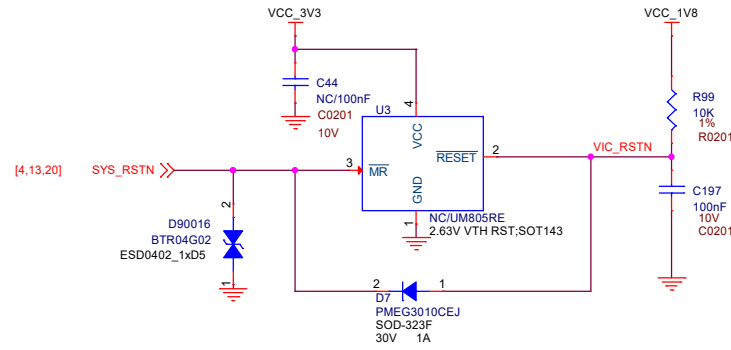 VCC_3V3
VCC_1V8
C44
NC/100nF
C0201
10V
U3
4
VCC
R99
10K
1%
R0201
[4,13,20]
SYS_RSTN
3
MR
RESET
2
VIC_RSTN
GND
1
NC/UM805RE
2.63V VTH RST;SOT143
C197
100nF
10V
C0201
2
D90016
BTR04G02
ESD0402_1xD5
1
2
1
D7
PMEG3010CEJ
SOD-323F
30V 1A